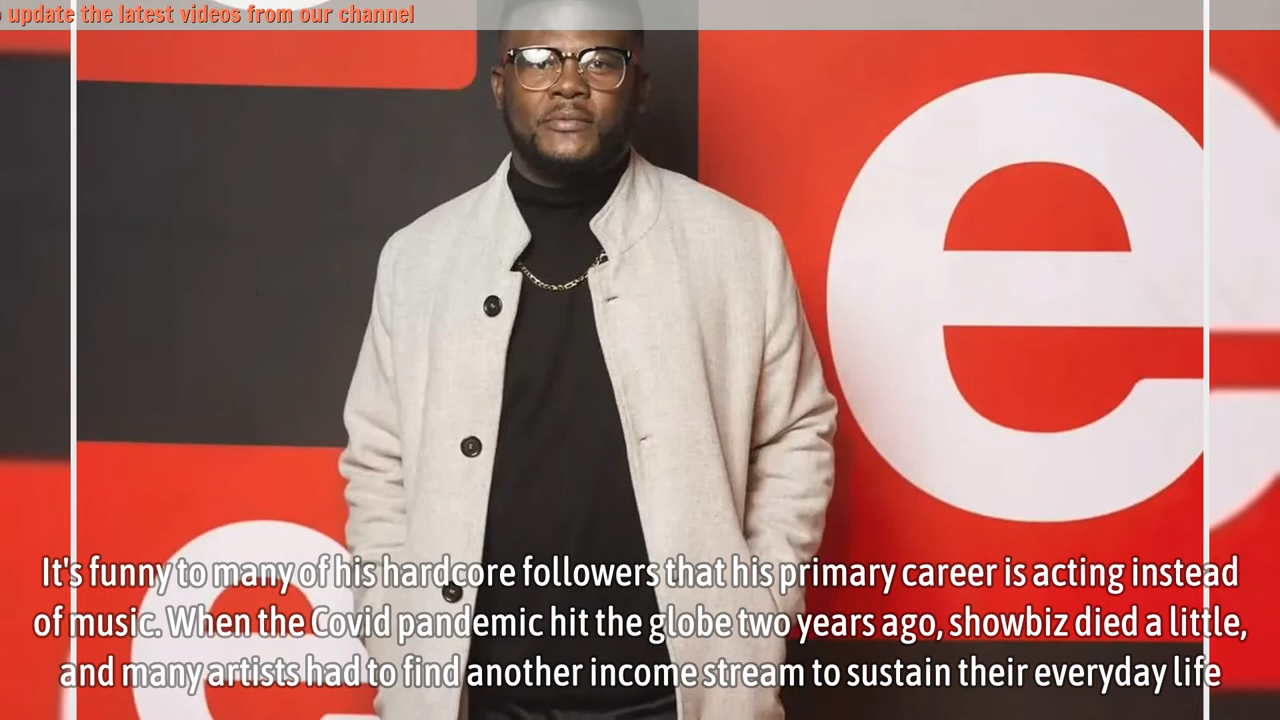 update the latest videos from our channel
e
e
It's funny to many of his hardcore followers that his primary career is acting instead
of music. When the Covid pandemic hit the globe two years ago, showbiz died a little,
and many artists had to find another income stream to sustain their everyday life